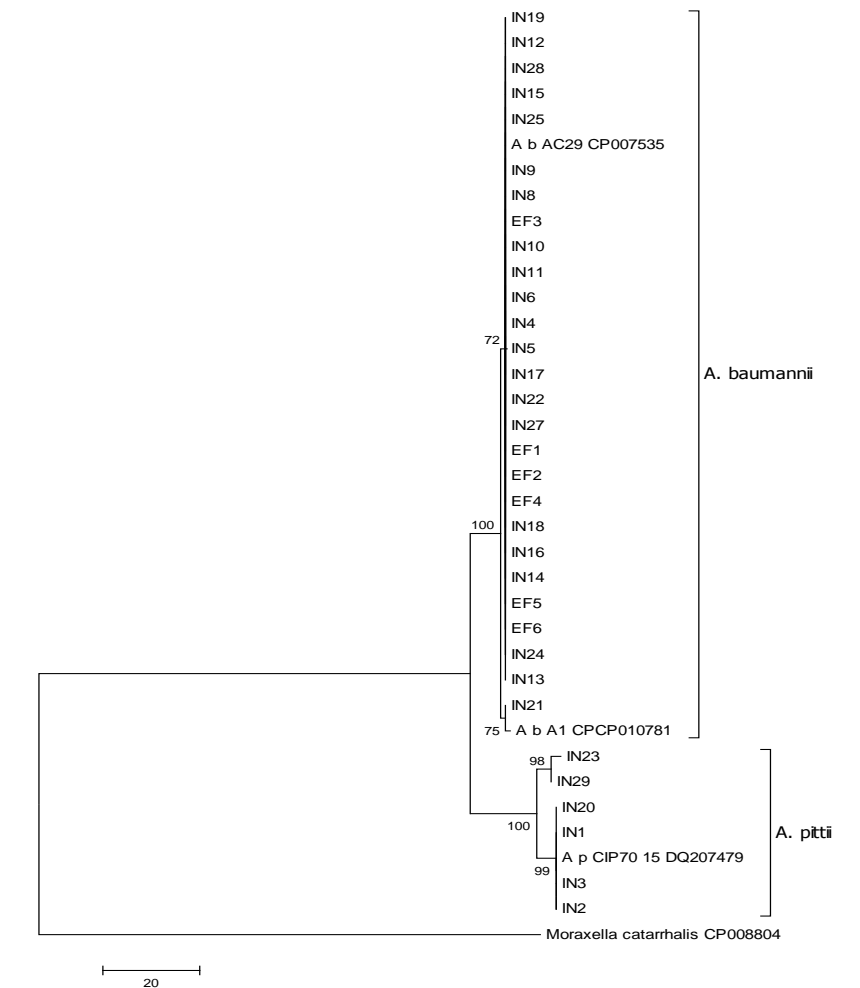 IN19
IN12
IN28
IN15
IN25
A b AC29 CP007535
IN9
IN8
EF3
IN10
IN11
IN6
IN4
72
IN5
IN17
A. baumannii
IN22
IN27
EF1
EF2
EF4
100
IN18
IN16
IN14
EF5
EF6
IN24
IN13
IN21
75
A b A1 CPCP010781
98
IN23
IN29
IN20
100
IN1
A. pittii
A p CIP70 15 DQ207479
99
IN3
IN2
Moraxella catarrhalis CP008804
20